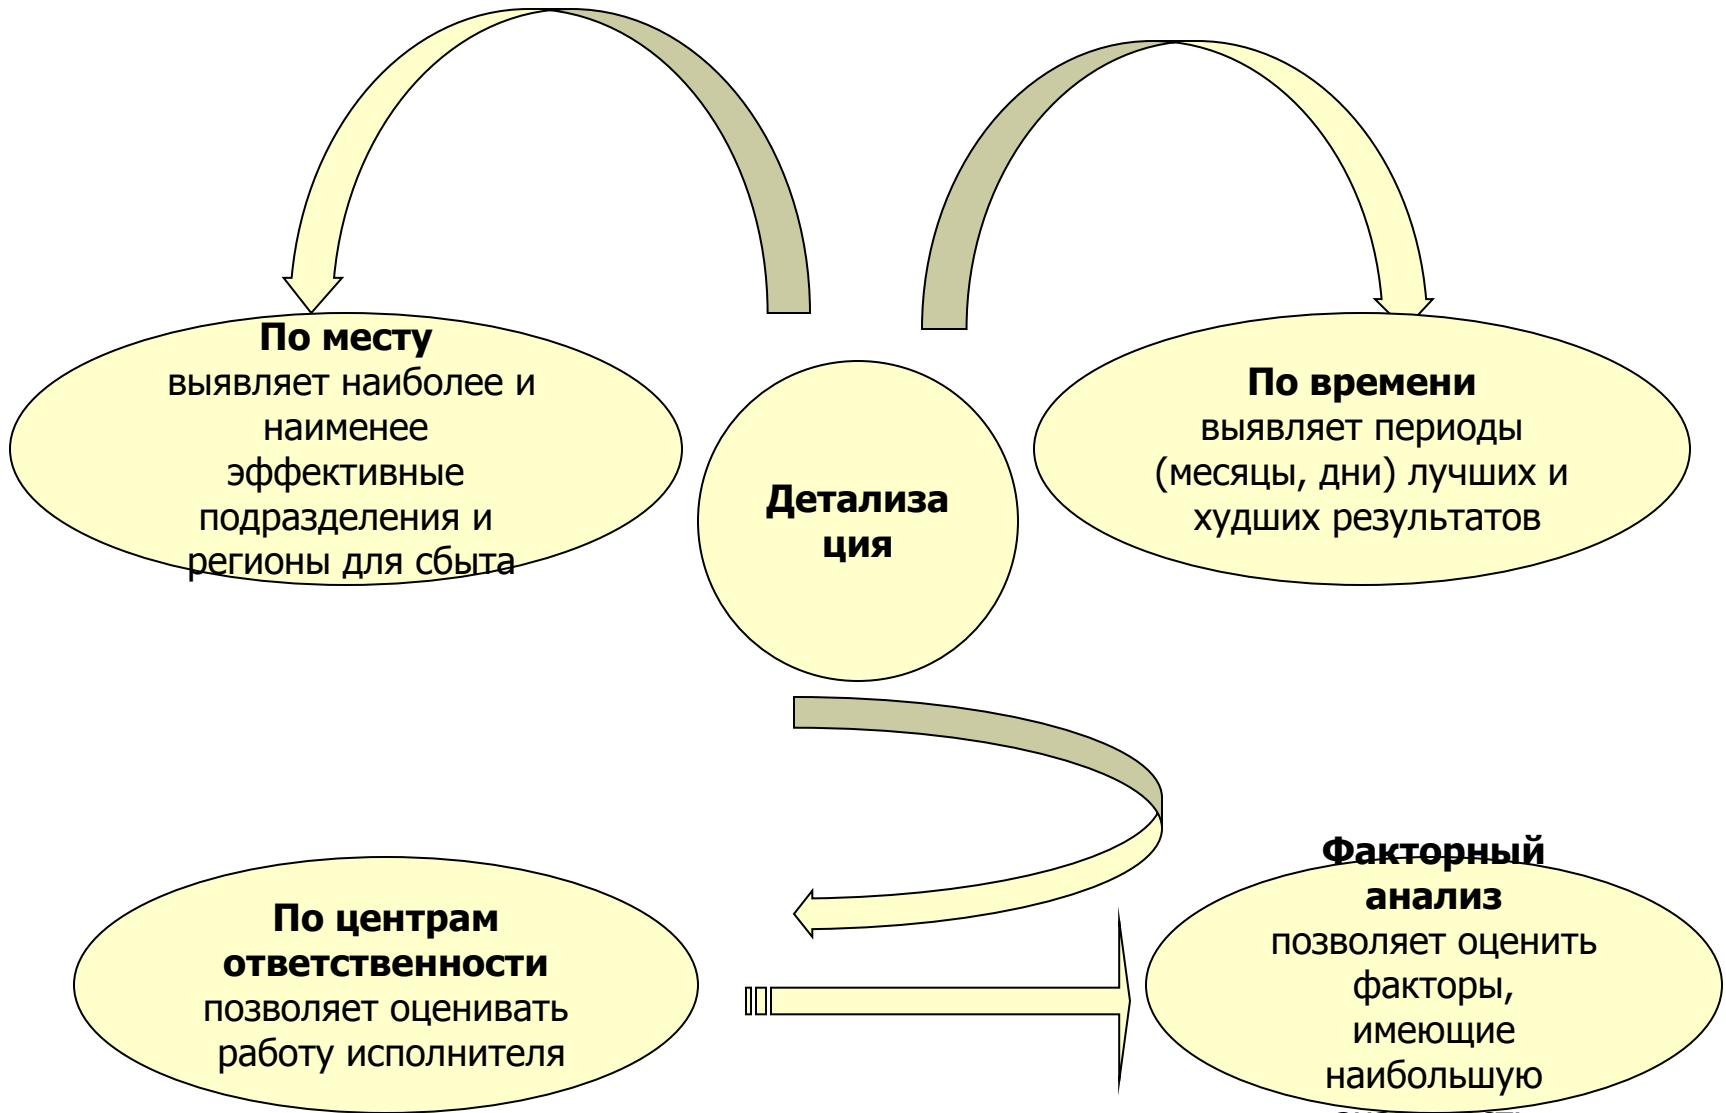 По месту
выявляет наиболее и
наименее
эффективные
подразделения и
регионы для сбыта
По времени
выявляет периоды
(месяцы, дни) лучших и
худших результатов
Детализа
ция
По центрам
ответственности
позволяет оценивать
работу исполнителя
Факторный
анализ
позволяет оценить
факторы,
имеющие
наибольшую